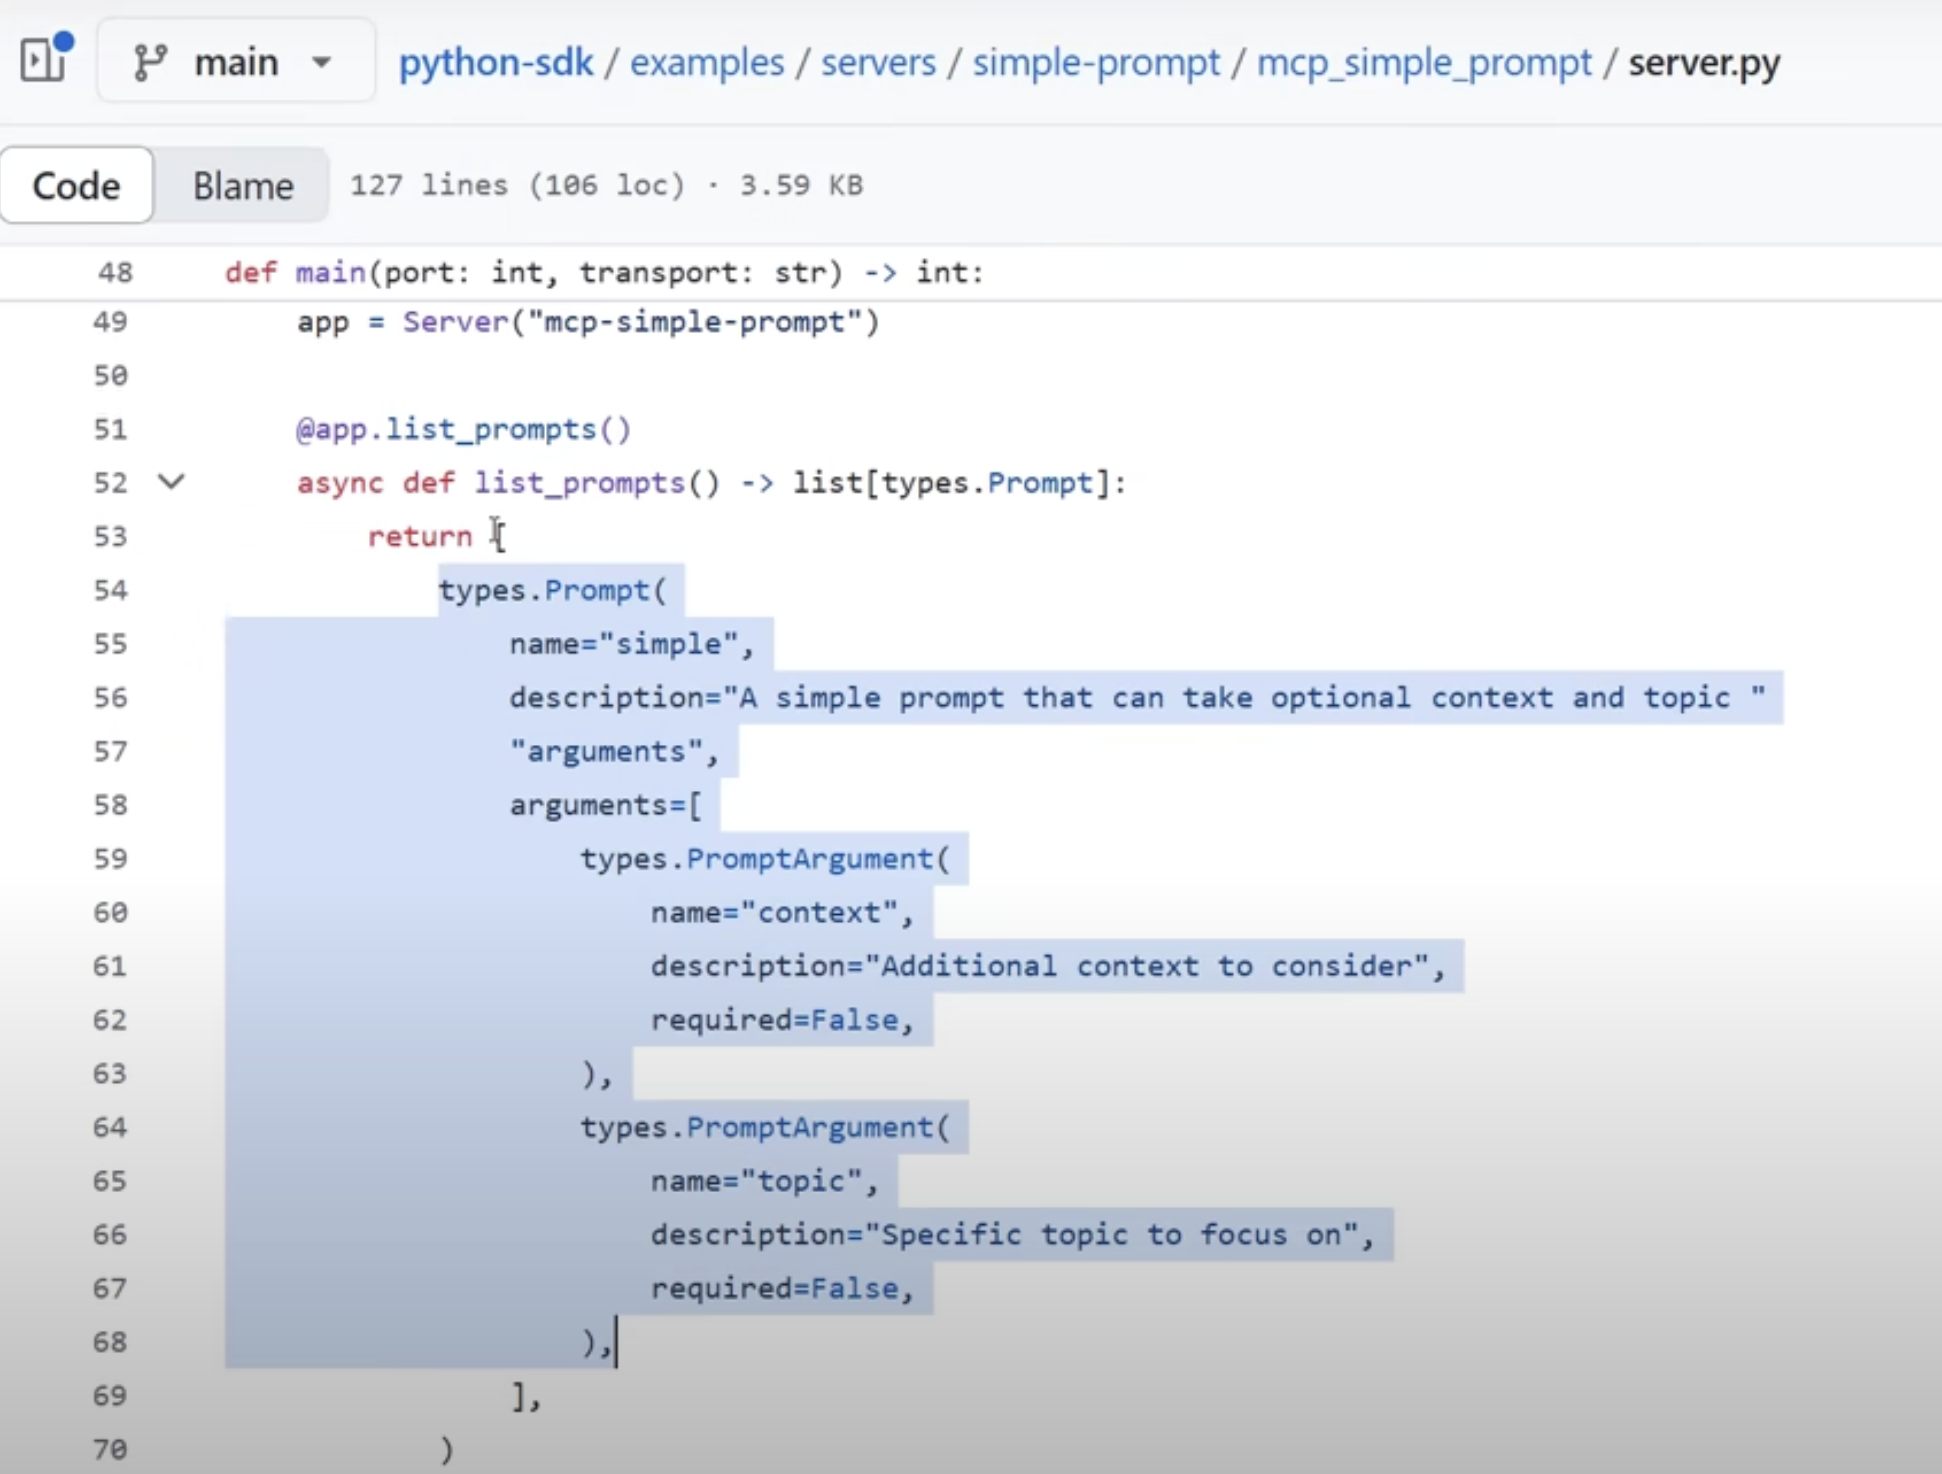 main
python-sdk / examples / servers / simple-prompt / mcp_simple_prompt / server.py
Code Blame 127 lines (106 loc) · 3.59 KB
48 def main(port: int, transport: str) -> int:
49 app = Server("mcp-simple-prompt")
50
51 @app.list_prompts()
52 async def list_prompts() -> list[types.Prompt]:
53 return [
54 types.Prompt(
55 name="simple",
56 description="A simple prompt that can take optional context and topic "
57 "arguments",
58 arguments=[
59 types.PromptArgument(
60 name="context",
61 description="Additional context to consider",
62 required=False,
63 ),
64 types.PromptArgument(
65 name="topic",
66 description="Specific topic to focus on",
67 required=False,
68 ),
69 ],
70 )